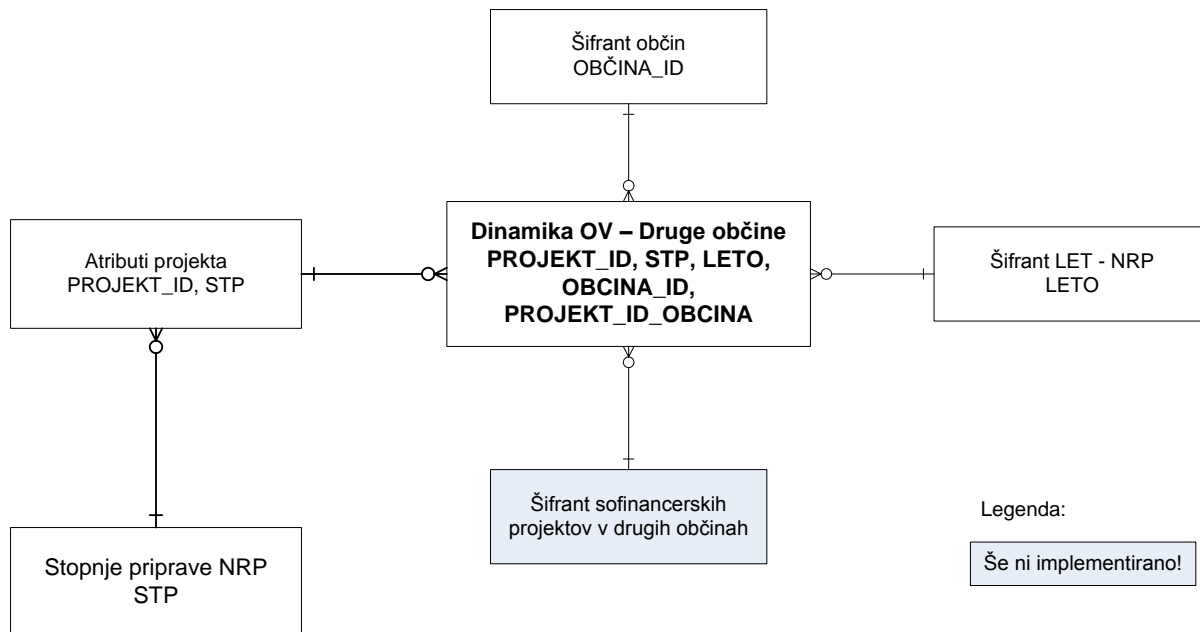 Šifrant občin
OBČINA_ID
Dinamika OV – Druge občine
PROJEKT_ID, STP, LETO,
OBCINA_ID,
PROJEKT_ID_OBCINA
Atributi projekta
PROJEKT_ID, STP
Šifrant LET - NRP
LETO
Šifrant sofinancerskih
projektov v drugih občinah
Legenda:
Še ni implementirano!
Stopnje priprave NRP
STP